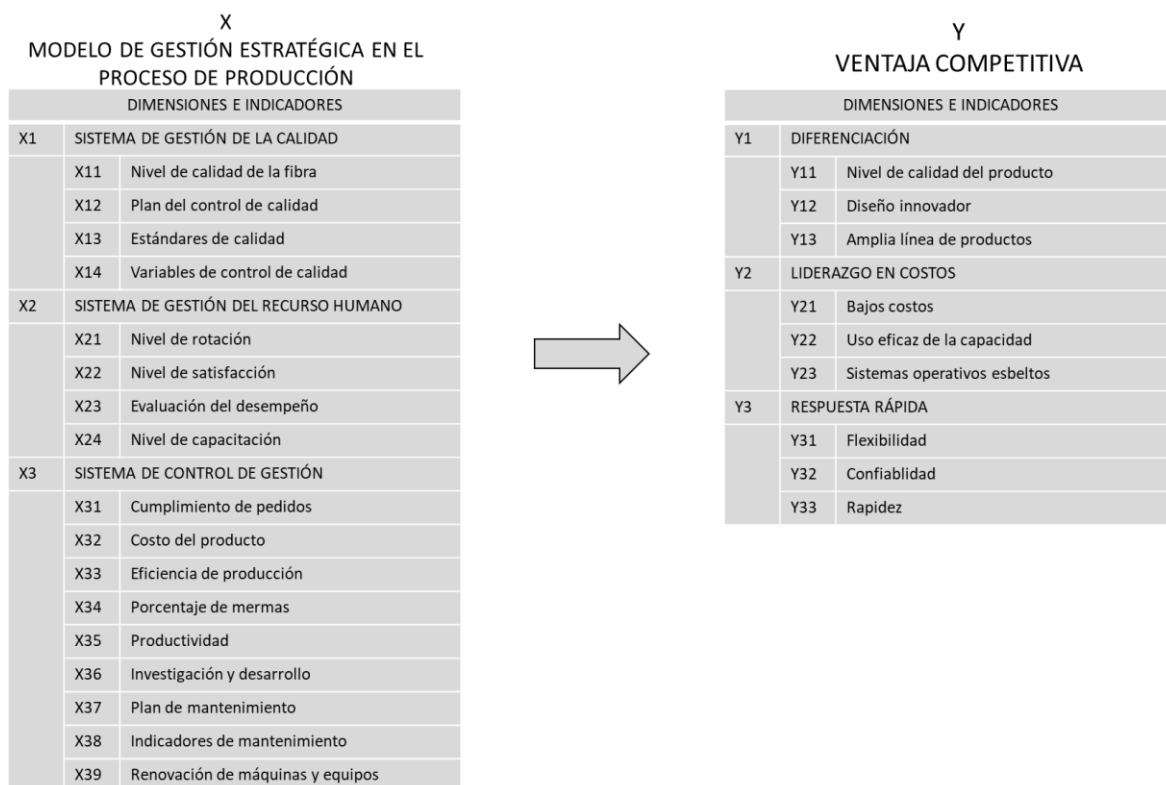 X
MODELO DE GESTIÓN ESTRATÉGICA EN EL
PROCESO DE PRODUCCIÓN
DIMENSIONES E INDICADORES
X1 SISTEMA DE GESTIÓN DE LA CALIDAD
X11 Nivel de calidad de la fibra
X12 Plan del control de calidad
X13 Estándares de calidad
X14 Variables de control de calidad
X2 SISTEMA DE GESTIÓN DEL RECURSO HUMANO
X21 Nivel de rotación
X22 Nivel de satisfacción
X23 Evaluación del desempeño
X24 Nivel de capacitación
X3 SISTEMA DE CONTROL DE GESTIÓN
X31 Cumplimiento de pedidos
X32 Costo del producto
X33 Eficiencia de producción
X34 Porcentaje de mermas
X35 Productividad
X36 Investigación y desarrollo
X37 Plan de mantenimiento
X38 Indicadores de mantenimiento
X39 Renovación de máquinas y equipos
Y
VENTAJA COMPETITIVA
DIMENSIONES E INDICADORES
Y1 DIFERENCIACIÓN
Y11 Nivel de calidad del producto
Y12 Diseño innovador
Y13 Amplia línea de productos
Y2 LIDERAZGO EN COSTOS
Y21 Bajos costos
Y22 Uso eficaz de la capacidad
Y23 Sistemas operativos esbeltos
Y3 RESPUESTA RÁPIDA
Y31 Flexibilidad
Y32 Confiablidad
Y33 Rapidez